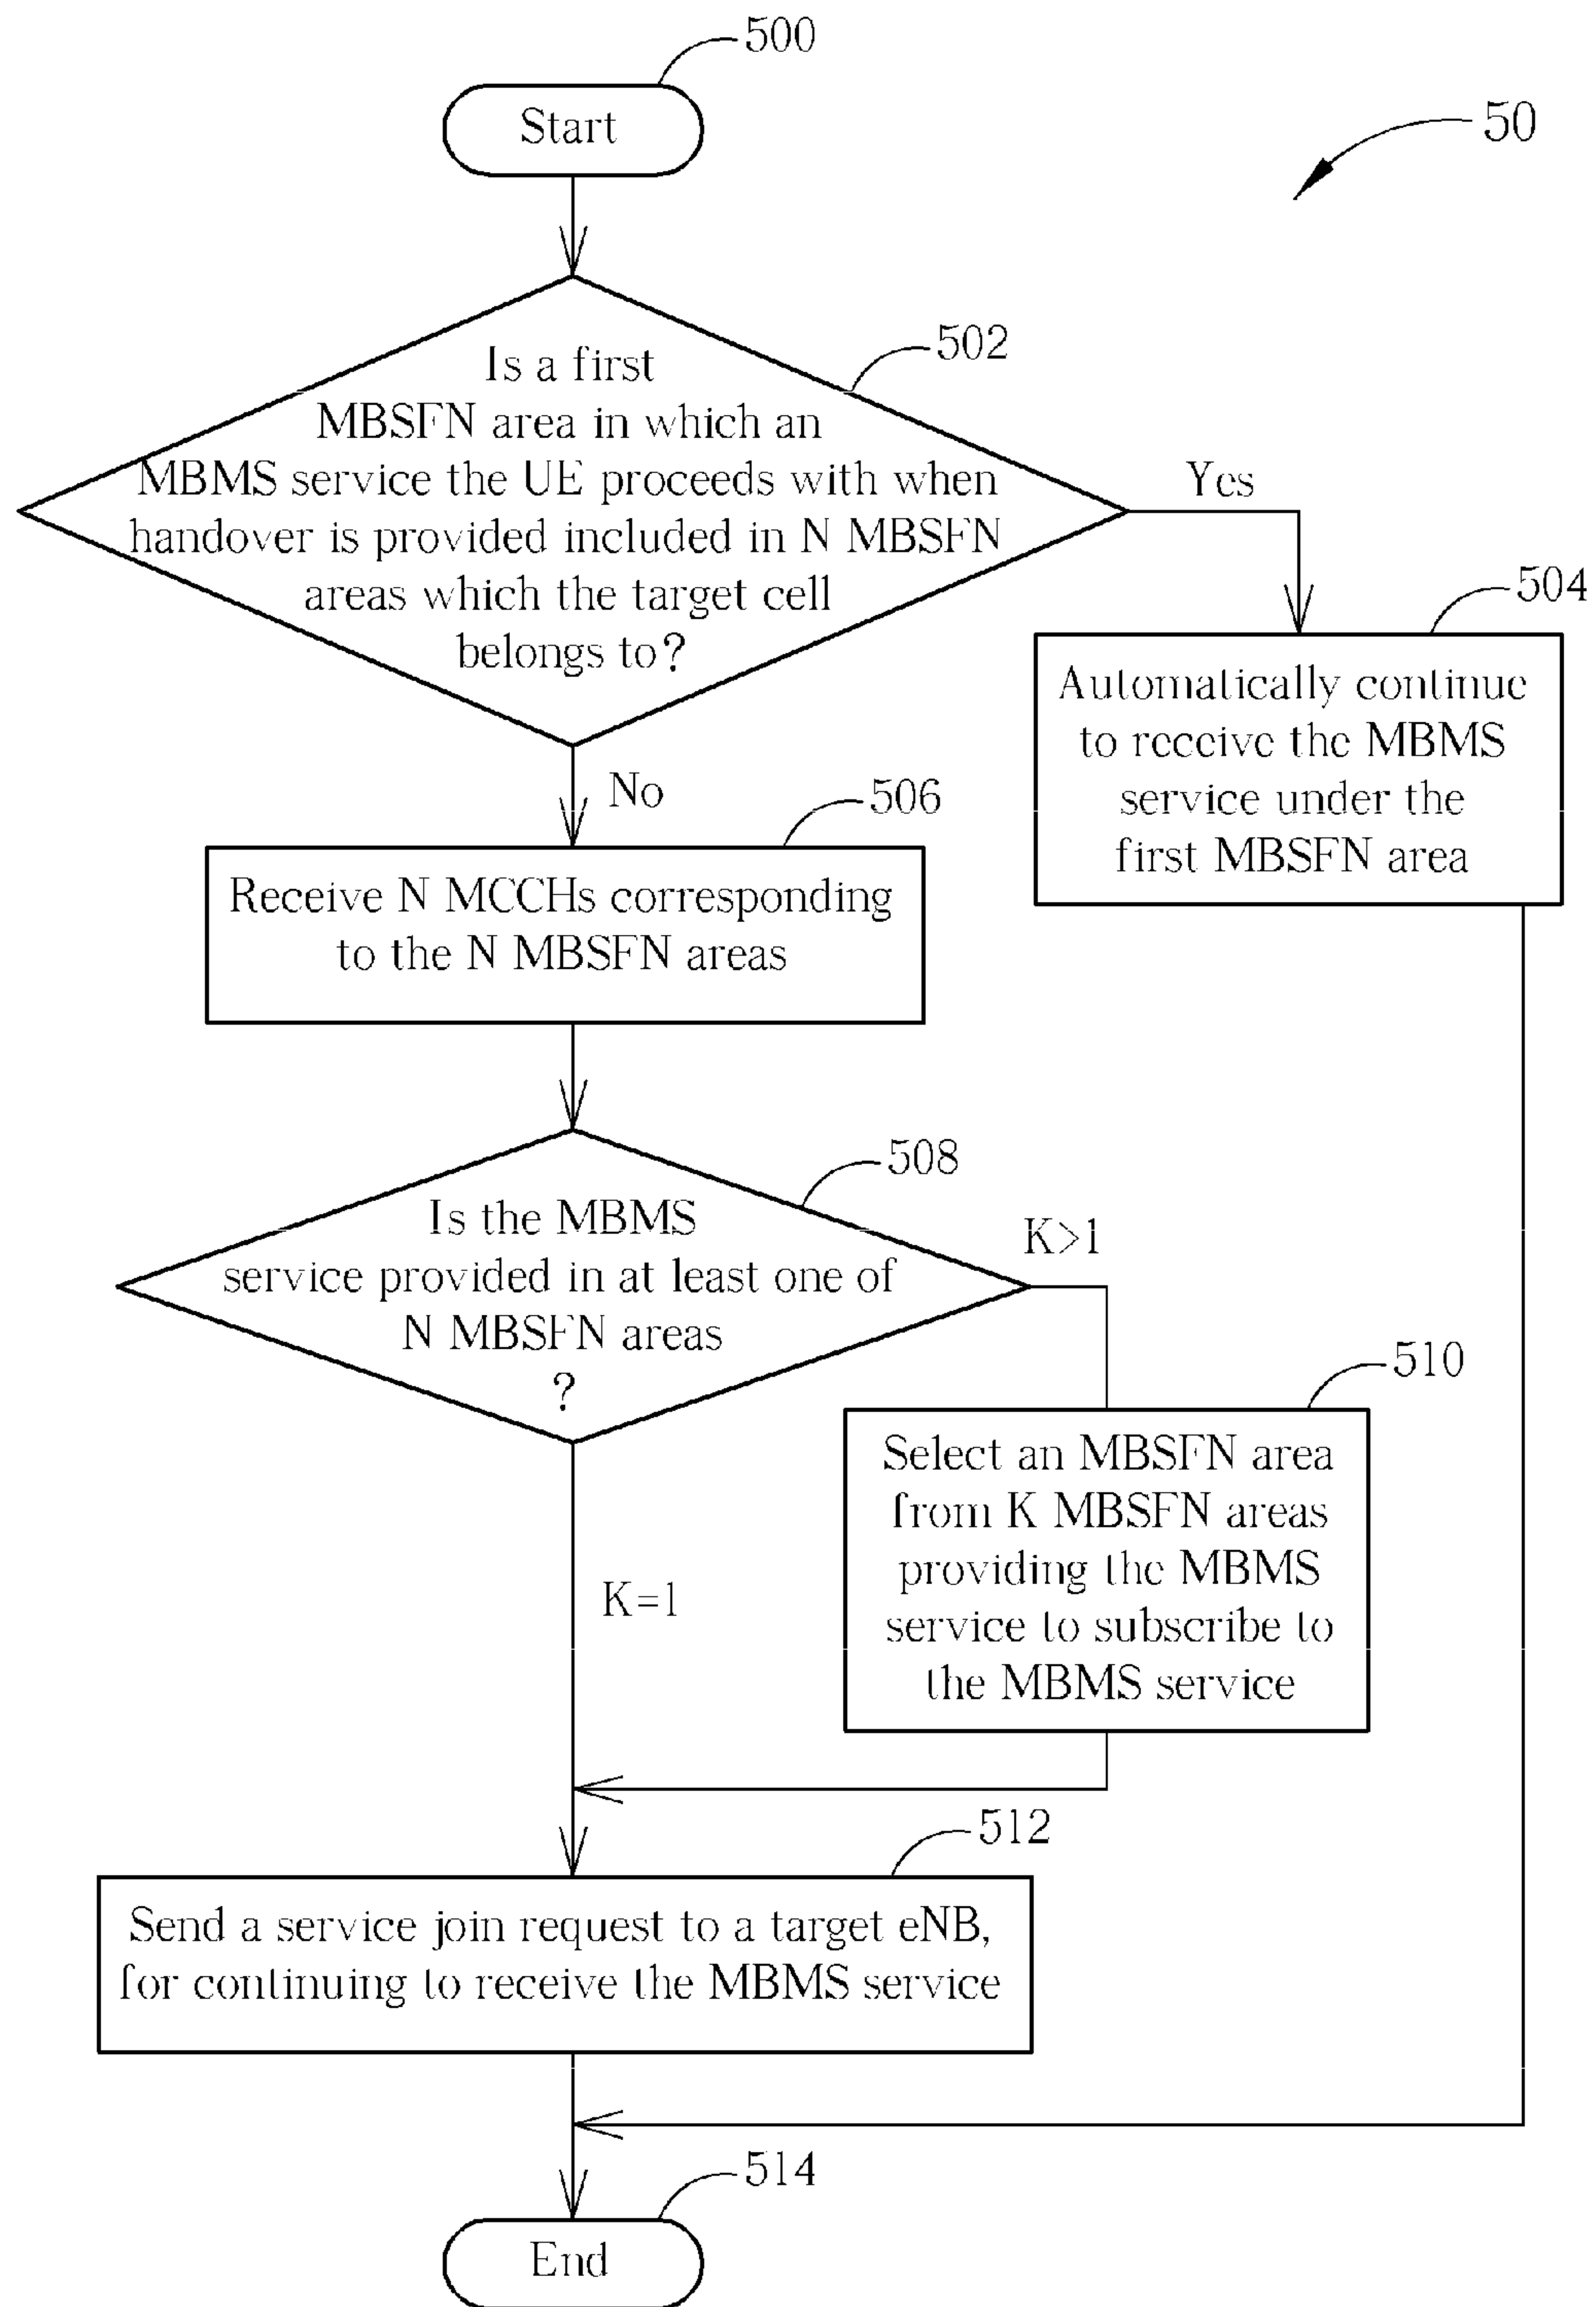 500
Start
50
502
Is a first
MBSFN area in which an
MBMS service the UE proceeds with when
handover is provided included in N MBSFN
areas which the target cell
belongs to?
Yes
504
Automatically continue
to receive the MBMS
service under the
first MBSFN area
No
506
Receive N MCCHs corresponding
to the N MBSFN areas
508
Is the MBMS
service provided in at least one of
N MBSFN areas
?
K>1
510
Select an MBSFN area
from K MBSFN areas
providing the MBMS
service to subscribe to
the MBMS service
K=1
512
Send a service join request to a target eNB,
for continuing to receive the MBMS service
514
End